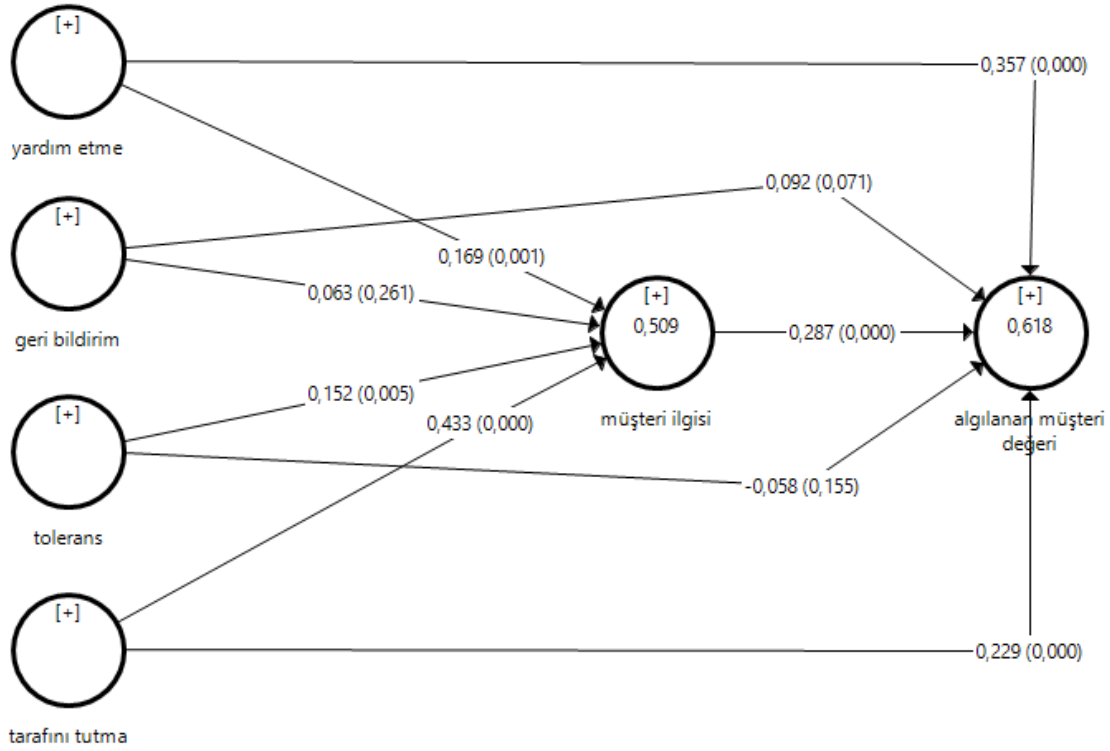 [+]
yardım etme
0,357 (0,000)
[+]
geri bildirim
0,092 (0,071)
0,169 (0,001)
0,063 (0,261)
[+]
0,509
müşteri ilgisi
0,287 (0,000)
[+]
0,618
algılanan müşteri
değeri
[+]
tolerans
0,152 (0,005)
0,433 (0,000)
-0,058 (0,155)
[+]
tarafını tutma
0,229 (0,000)